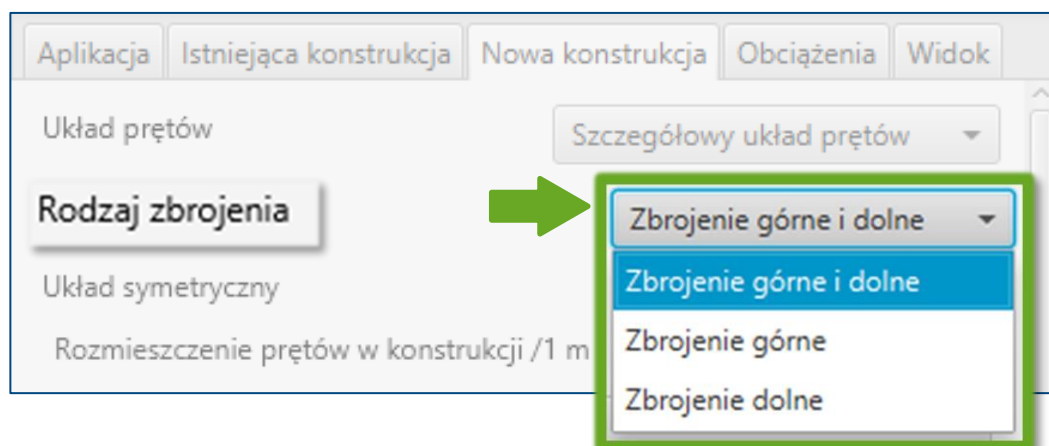 Aplikacja Istniejąca konstrukcja Nowa konstrukcja Obciążenia Widok
Układ prętów Szczegółowy układ prętów
Rodzaj zbrojenia Zbrojenie górne i dolne
Układ symetryczny Zbrojenie górne i dolne
Rozmieszczenie prętów w konstrukcji /1 m Zbrojenie górne
Zbrojenie dolne